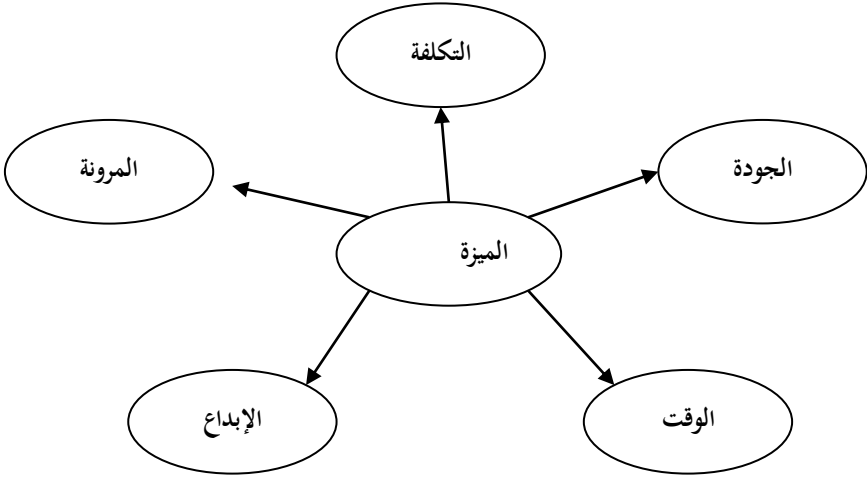 التكلفة
الجودة
المرونة
الميزة
الوقت
الإبداع